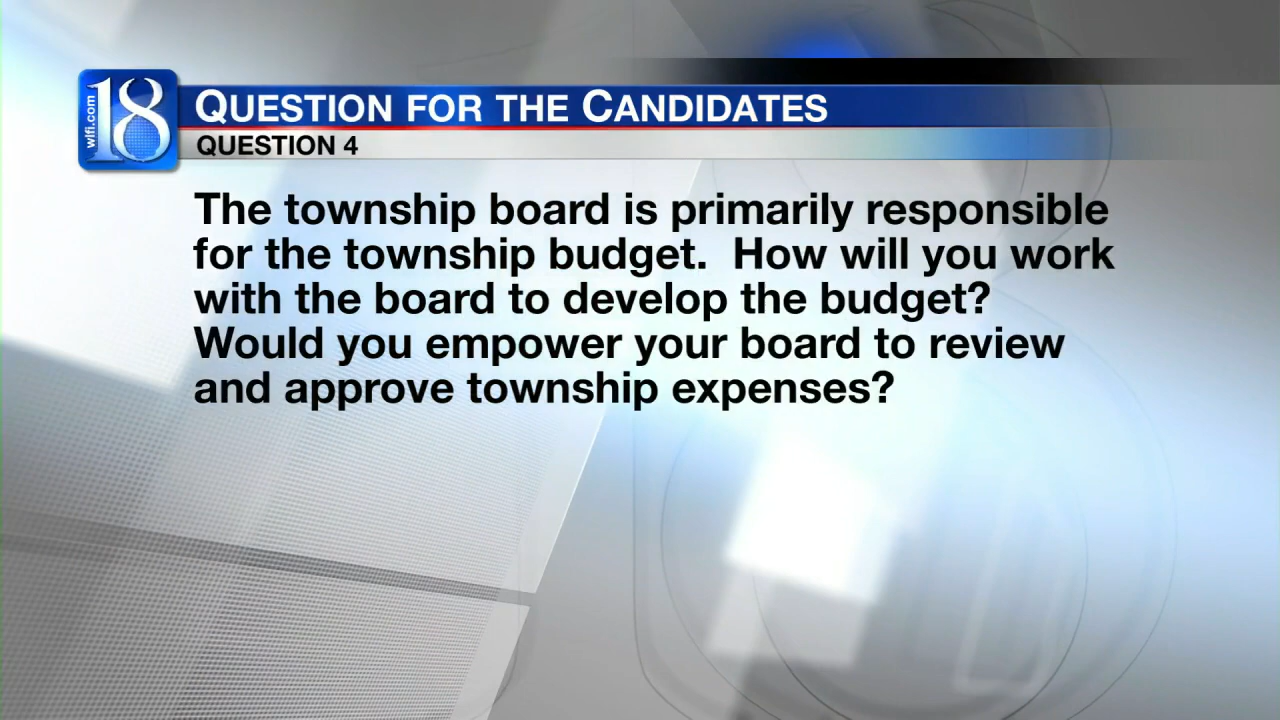 wlfi.com
18
QUESTION FOR THE CANDIDATES
QUESTION 4
The township board is primarily responsible
for the township budget.  How will you work
with the board to develop the budget?
Would you empower your board to review
and approve township expenses?